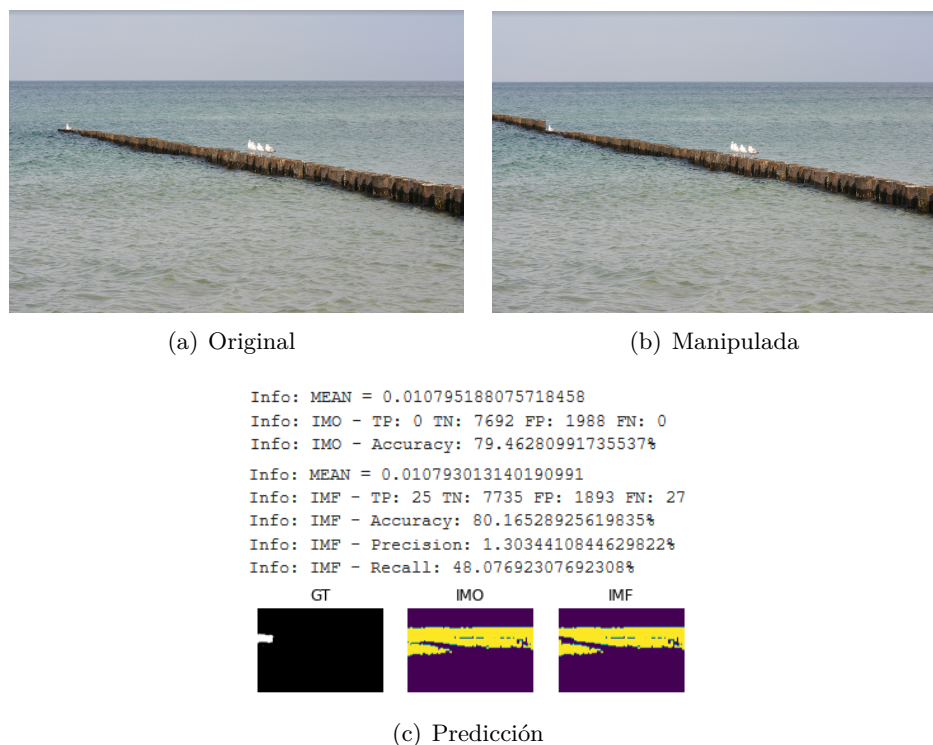 (a) Original
(b) Manipulada
Info: MEAN = 0.010795188075718458
Info: IMO - TP: 0 TN: 7692 FP: 1988 FN: 0
Info: IMO - Accuracy: 79.46280991735537%
Info: MEAN = 0.010793013140190991
Info: IMF - TP: 25 TN: 7735 FP: 1893 FN: 27
Info: IMF - Accuracy: 80.16528925619835%
Info: IMF - Precision: 1.3034410844629822%
Info: IMF - Recall: 48.07692307692308%
GT IMO IMF
(c) Predicción